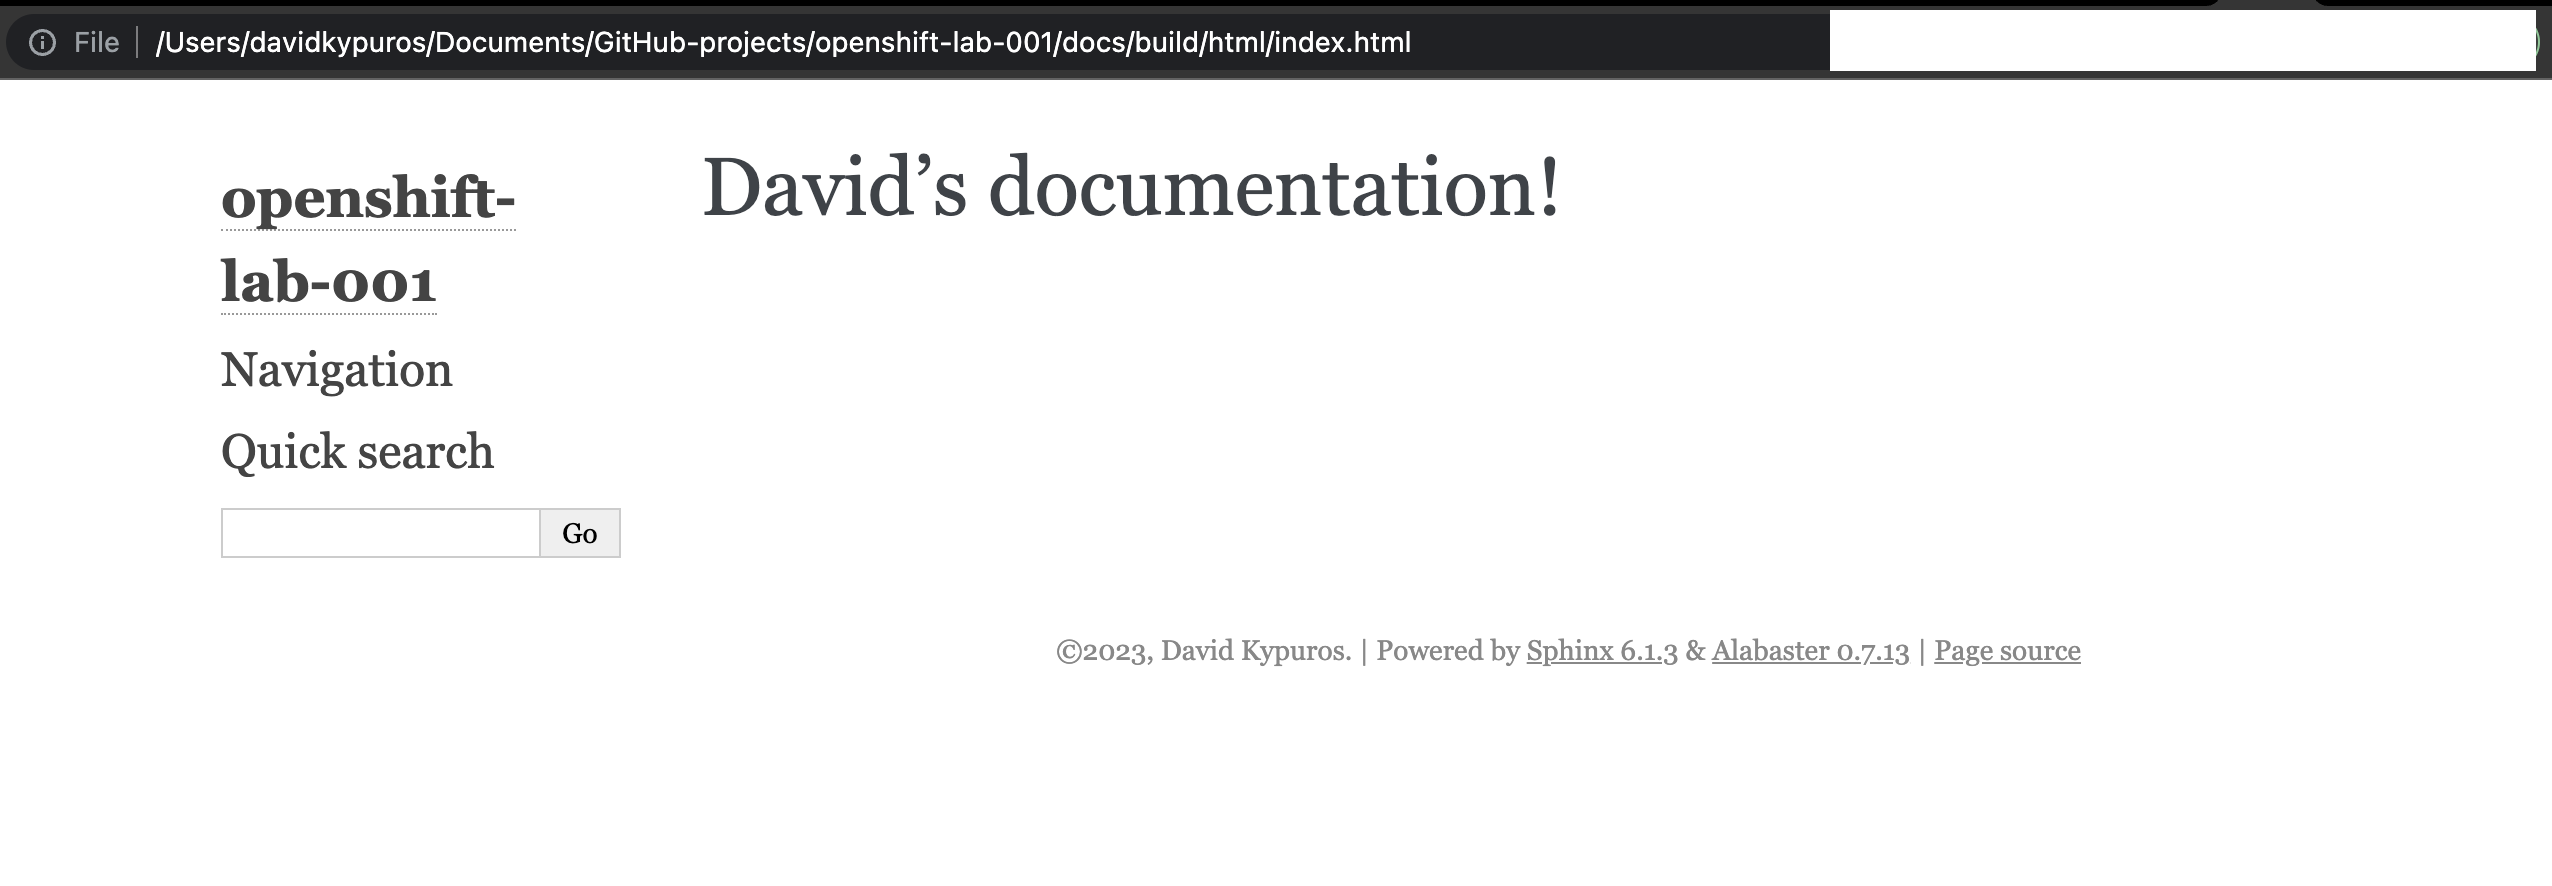 File /Users/davidkypuros/Documents/GitHub-projects/openshift-lab-001/docs/build/html/index.html
openshift-
lab-001
Navigation
Quick search
Go
David’s documentation!
©2023, David Kypuros. | Powered by Sphinx 6.1.3 & Alabaster 0.7.13 | Page source